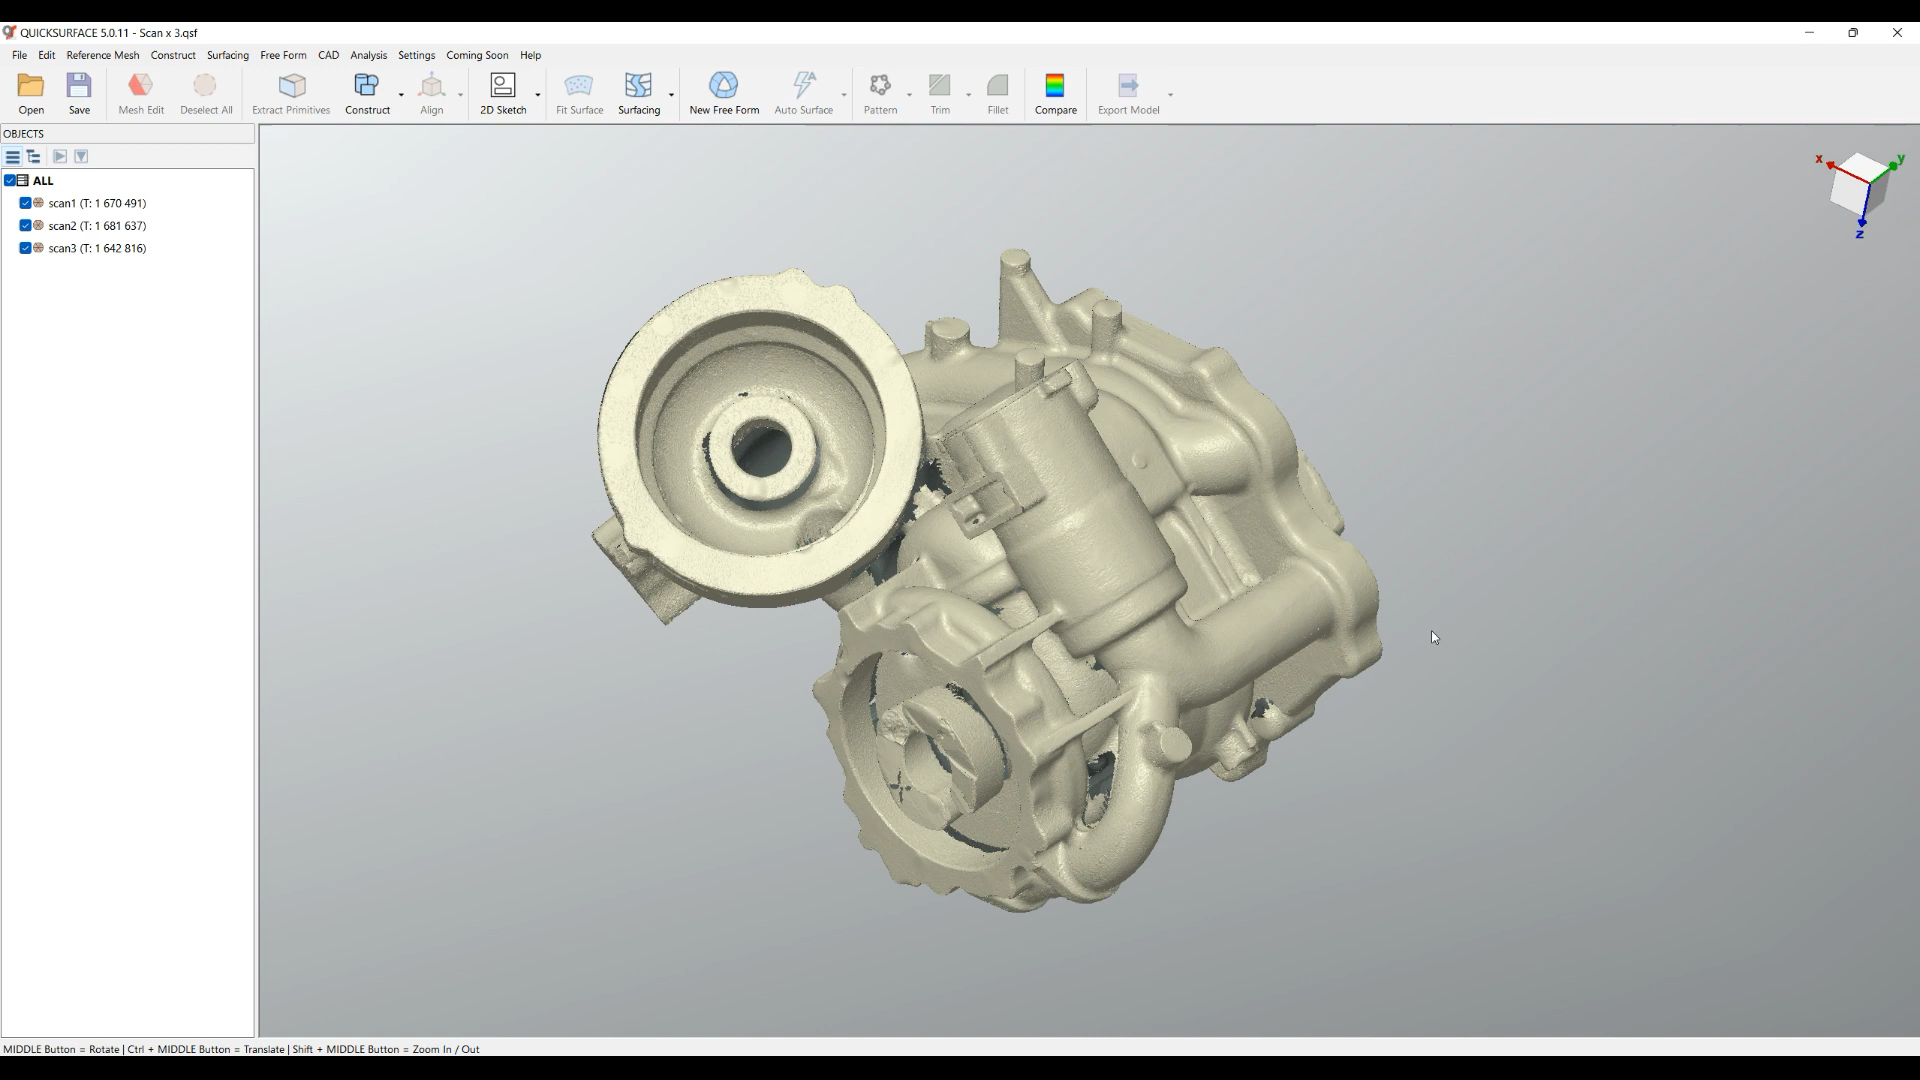 QUICKSURFACE 5.0.11 - Scan x 3.qsf
File Edit Reference Mesh Construct Surfacing Free Form CAD Analysis Settings Coming Soon Help
Open Save Mesh Edit Deselect All Extract Primitives Construct Align 2D Sketch Fit Surface Surfacing New Free Form Auto Surface Pattern Trim Fillet Compare Export Model
OBJECTS
ALL
scan1 (T: 1 670 491)
scan2 (T: 1 681 637)
scan3 (T: 1 642 816)
x y
z
MIDDLE Button = Rotate | Ctrl + MIDDLE Button = Translate | Shift + MIDDLE Button = Zoom In / Out